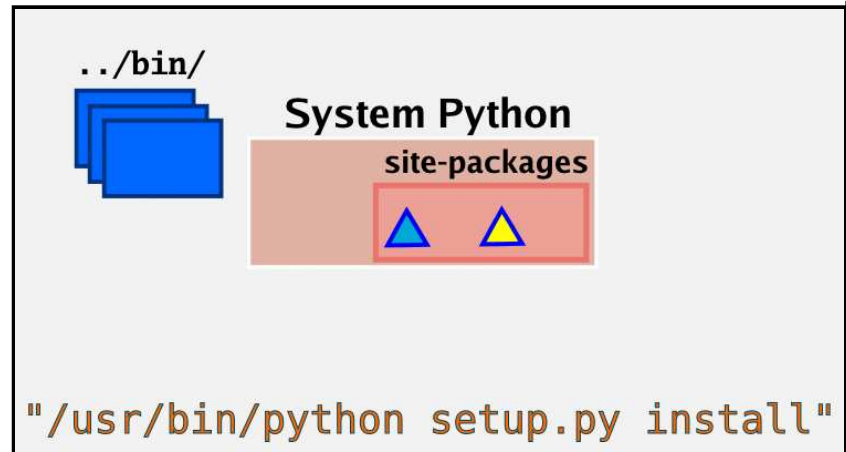 ../bin/
System Python
site-packages
"/usr/bin/python setup.py install"